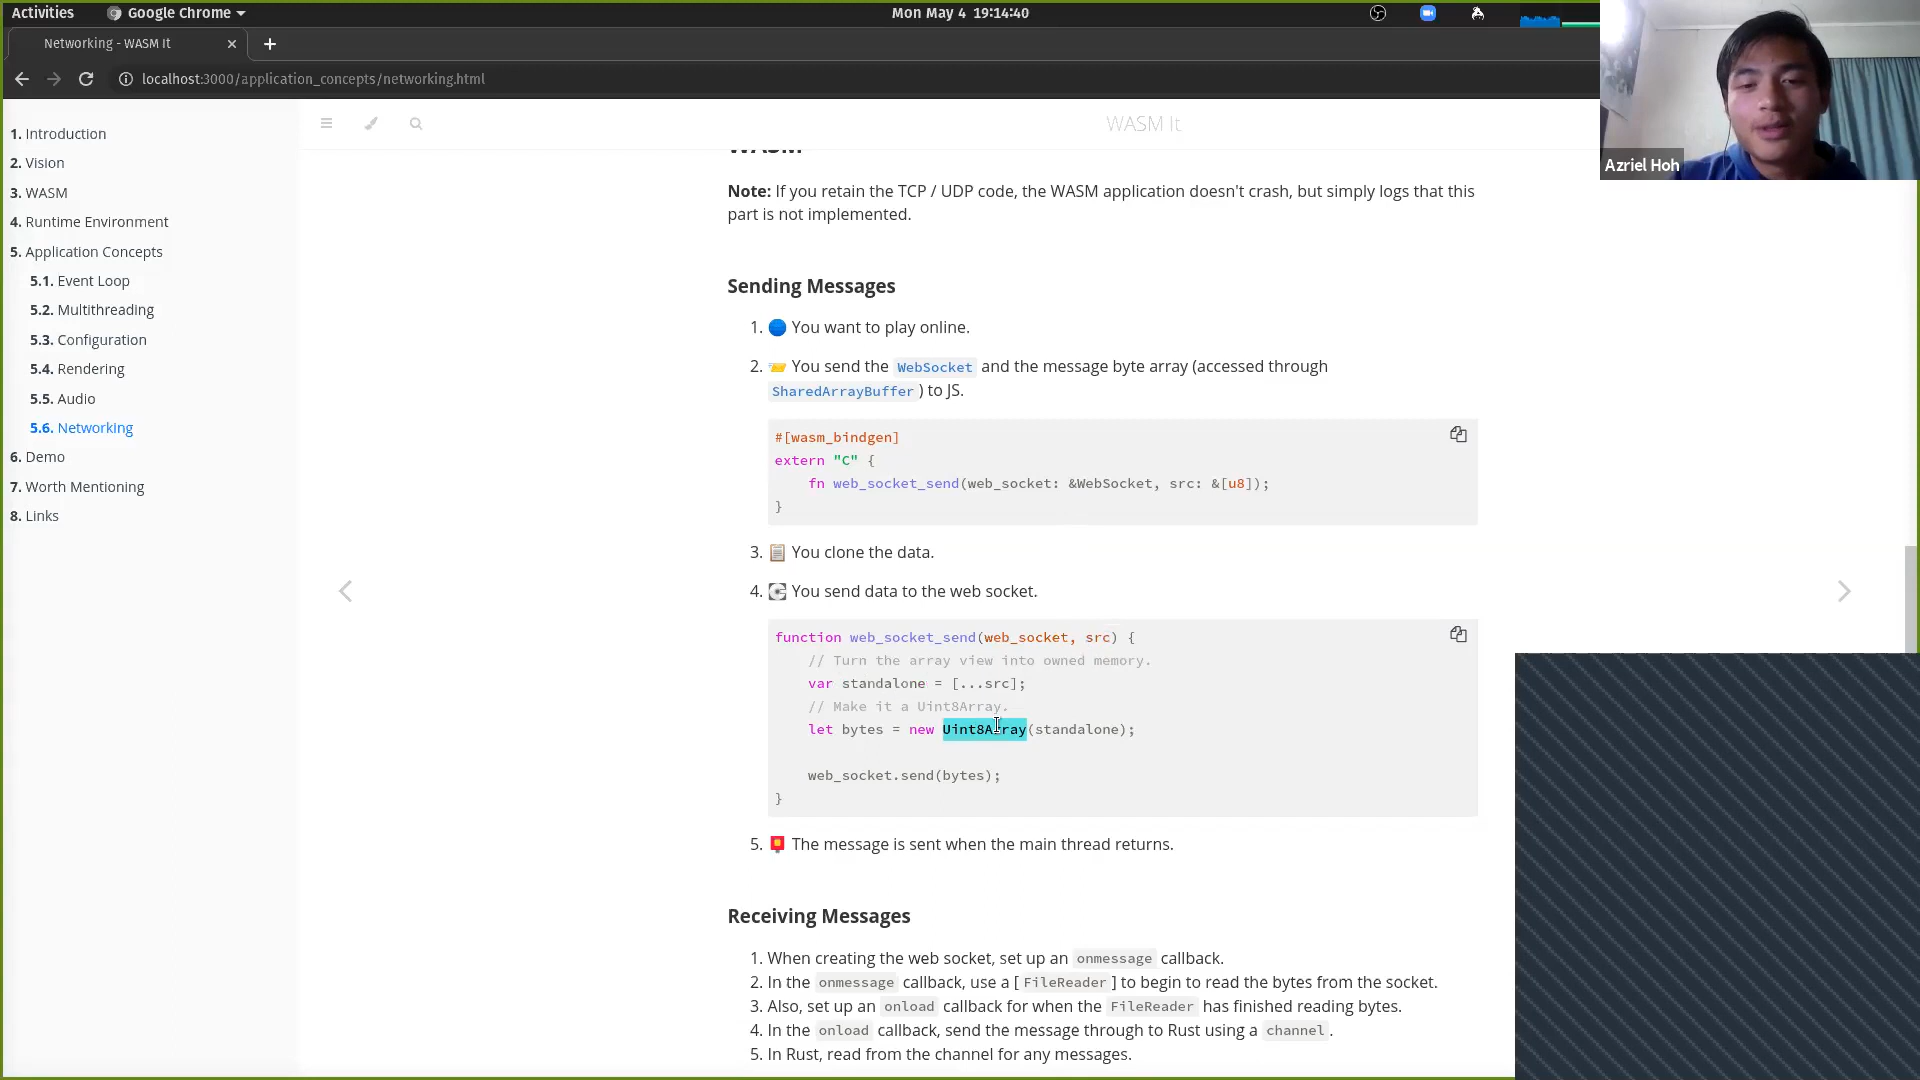 Activities
Google Chrome
Mon May 4 19:14:40
Networking - WASM It
localhost:3000/application_concepts/networking.html
1. Introduction
2. Vision
3. WASM
4. Runtime Environment
5. Application Concepts
5.1. Event Loop
5.2. Multithreading
5.3. Configuration
5.4. Rendering
5.5. Audio
5.6. Networking
6. Demo
7. Worth Mentioning
8. Links
WASM It
WASM
Note: If you retain the TCP / UDP code, the WASM application doesn't crash, but simply logs that this
part is not implemented.
Sending Messages
1. You want to play online.
2. You send the WebSocket and the message byte array (accessed through
SharedArrayBuffer ) to JS.
#[wasm_bindgen]
extern "C" {
fn web_socket_send(web_socket: &WebSocket, src: &[u8]);
}
3. You clone the data.
4. You send data to the web socket.
function web_socket_send(web_socket, src) {
// Turn the array view into owned memory.
var standalone = [...src];
// Make it a Uint8Array.
let bytes = new Uint8Array(standalone);
web_socket.send(bytes);
}
5. The message is sent when the main thread returns.
Receiving Messages
1. When creating the web socket, set up an onmessage callback.
2. In the onmessage callback, use a [ FileReader ] to begin to read the bytes from the socket.
3. Also, set up an onload callback for when the FileReader has finished reading bytes.
4. In the onload callback, send the message through to Rust using a channel .
5. In Rust, read from the channel for any messages.
Azriel Hoh